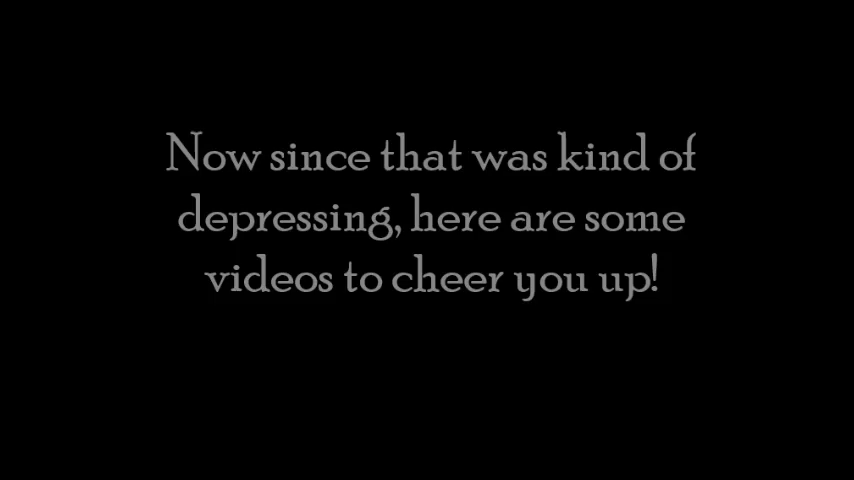 Now since that was kind of
depressing, here are some
videos to cheer you up!